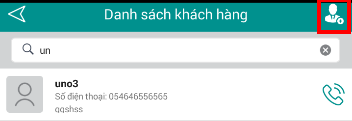 Danh sách khách hàng
un
uno3
Số điện thoại: 054646556565
qqshss